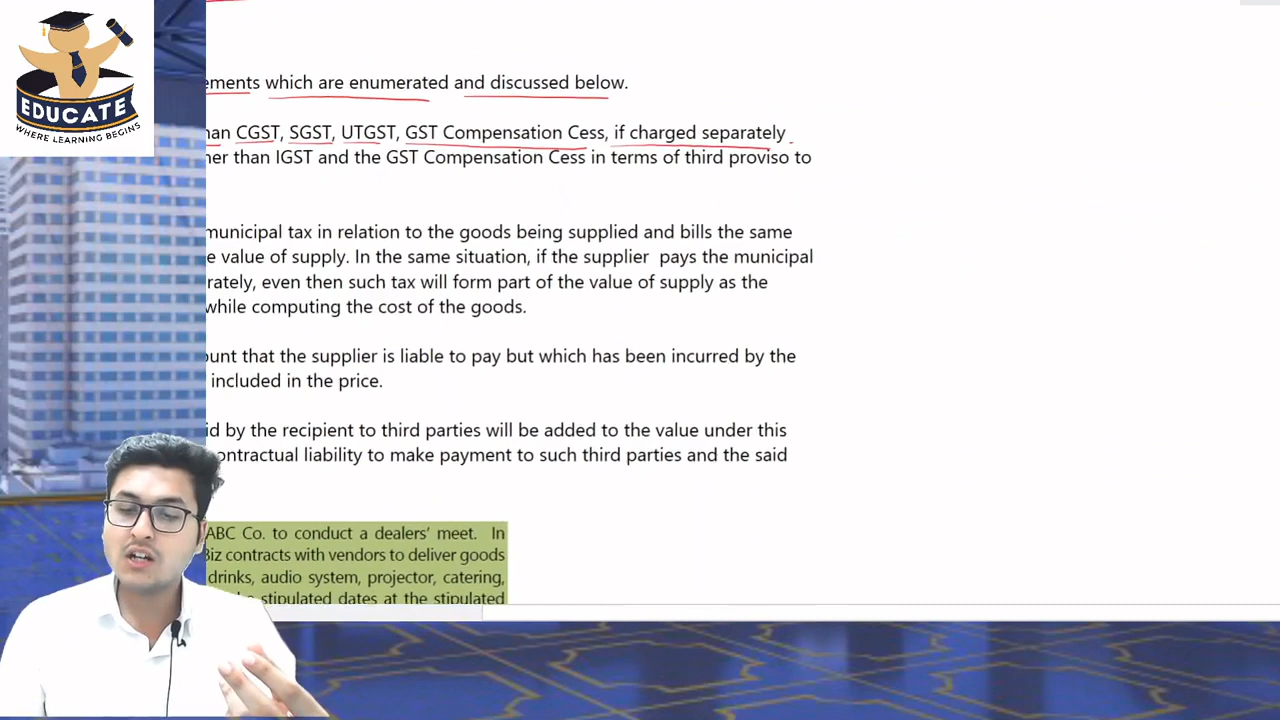 EDUCATE
WHERE LEARNING BEGINS
which are enumerated and discussed below.
CGST, SGST, UTGST, GST Compensation Cess, if charged separately
than IGST and the GST Compensation Cess in terms of third proviso to
municipal tax in relation to the goods being supplied and bills the same
value of supply. In the same situation, if the supplier pays the municipal
even then such tax will form part of the value of supply as the
while computing the cost of the goods.
that the supplier is liable to pay but which has been incurred by the
included in the price.
by the recipient to third parties will be added to the value under this
liability to make payment to such third parties and the said
ABC Co. to conduct a dealers' meet. In
Biz contracts with vendors to deliver goods
drinks, audio system, projector, catering,
stipulated dates at the stipulated